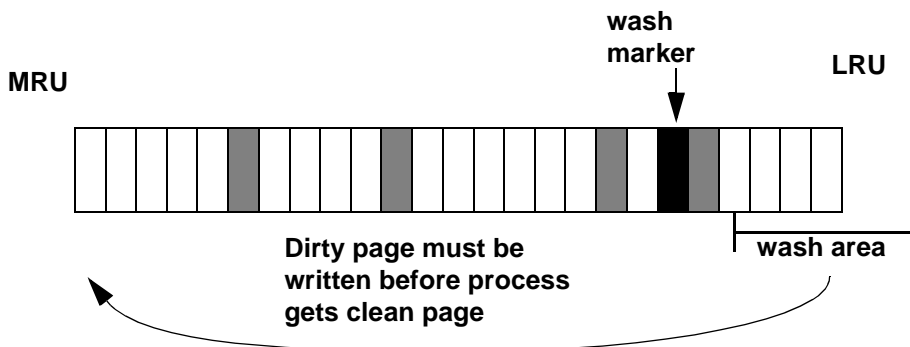 wash
marker
MRU
LRU
wash area
Dirty page must be
written before process
gets clean page